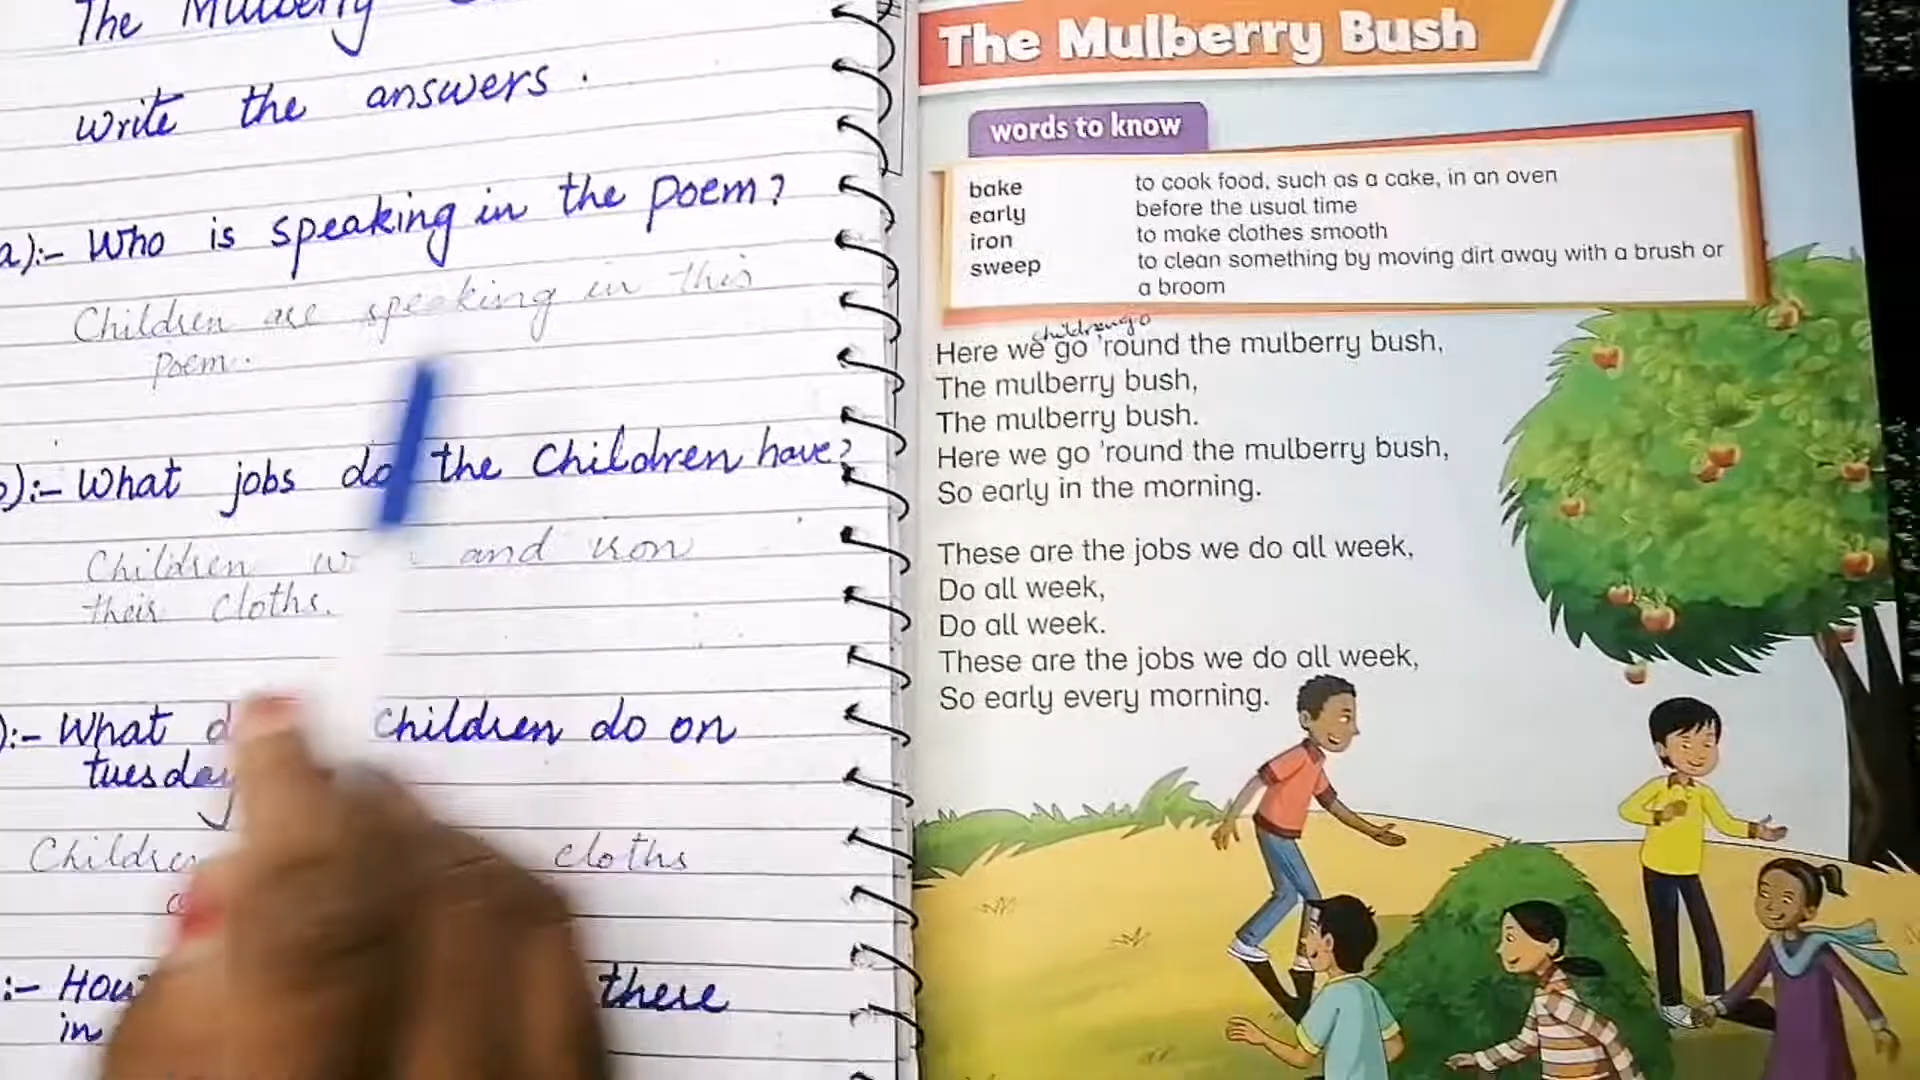 The Mulberry
write the answers.
a):- Who is speaking in the poem?
Children are speaking in this
poem.
):- What jobs do the Children have?
Children and iron
their cloths.
):- What children do on
tuesday
cloths
:- there
in
The Mulberry Bush
words to know
bake to cook food, such as a cake, in an oven
early before the usual time
iron to make clothes smooth
sweep to clean something by moving dirt away with a brush or
a broom
children go
Here we go 'round the mulberry bush,
The mulberry bush,
The mulberry bush.
Here we go 'round the mulberry bush,
So early in the morning.
These are the jobs we do all week,
Do all week,
Do all week.
These are the jobs we do all week,
So early every morning.